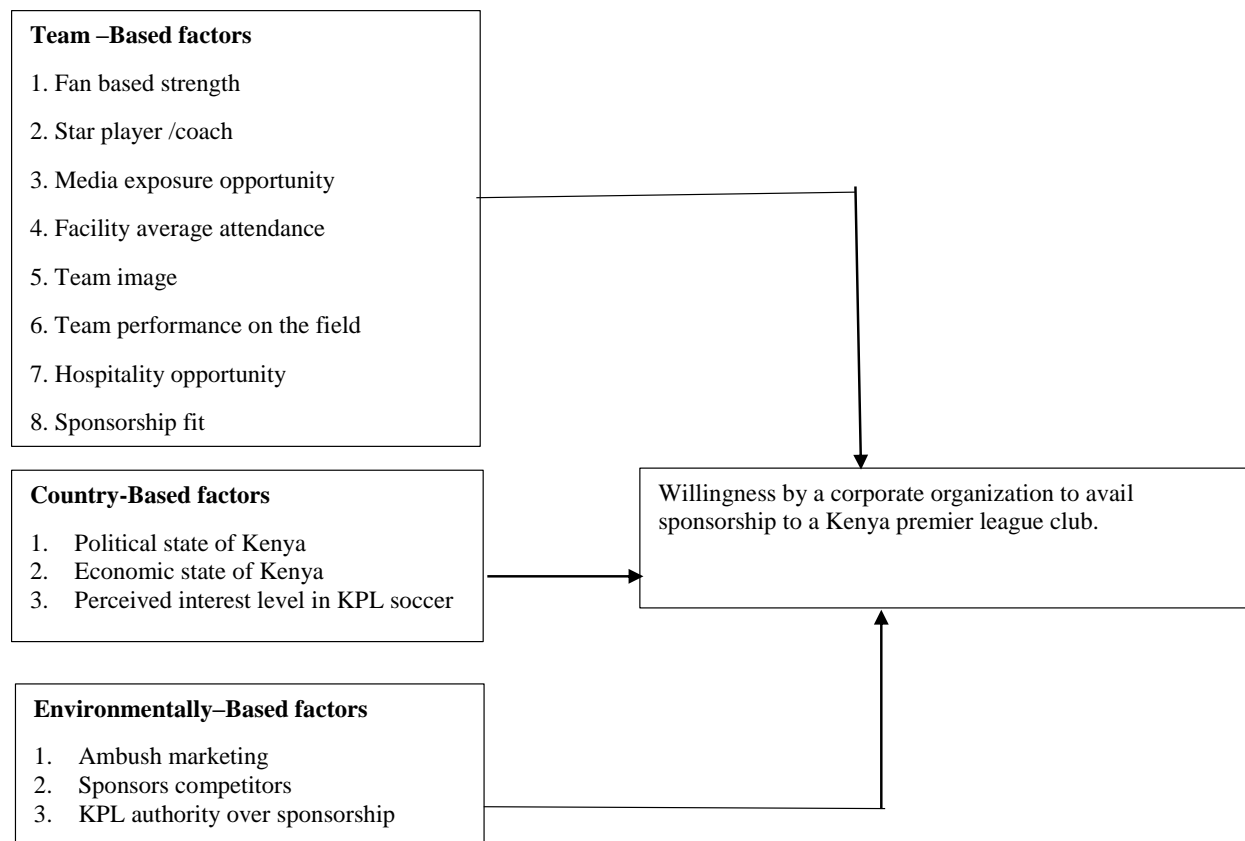 Team –Based factors
1. Fan based strength
2. Star player /coach
3. Media exposure opportunity
4. Facility average attendance
5. Team image
6. Team performance on the field
7. Hospitality opportunity
8. Sponsorship fit
Country-Based factors
1. Political state of Kenya
2. Economic state of Kenya
3. Perceived interest level in KPL soccer
Willingness by a corporate organization to avail
sponsorship to a Kenya premier league club.
Environmentally–Based factors
1. Ambush marketing
2. Sponsors competitors
3. KPL authority over sponsorship